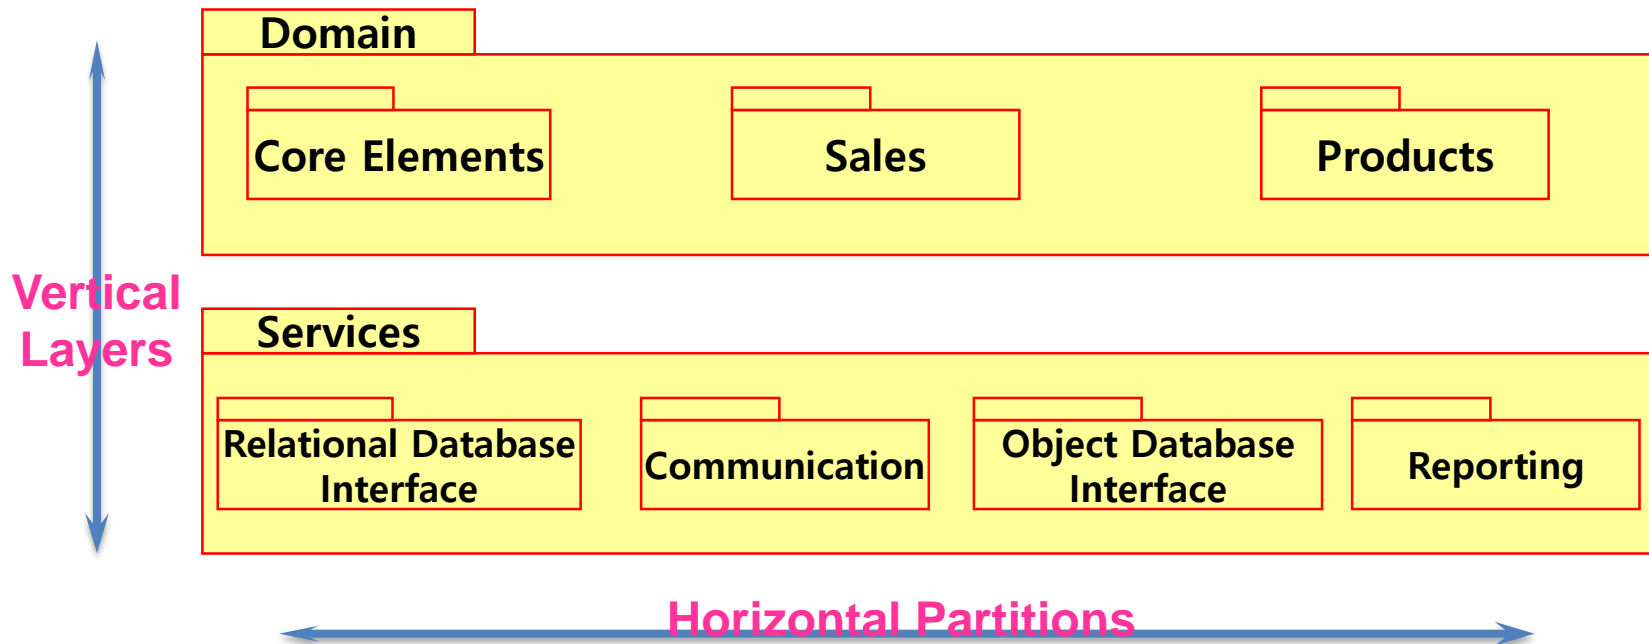 Domain
Core Elements
Sales
Products
Vertical
Layers
Services
Relational Database
Interface
Communication
Object Database
Interface
Reporting
Horizontal Partitions